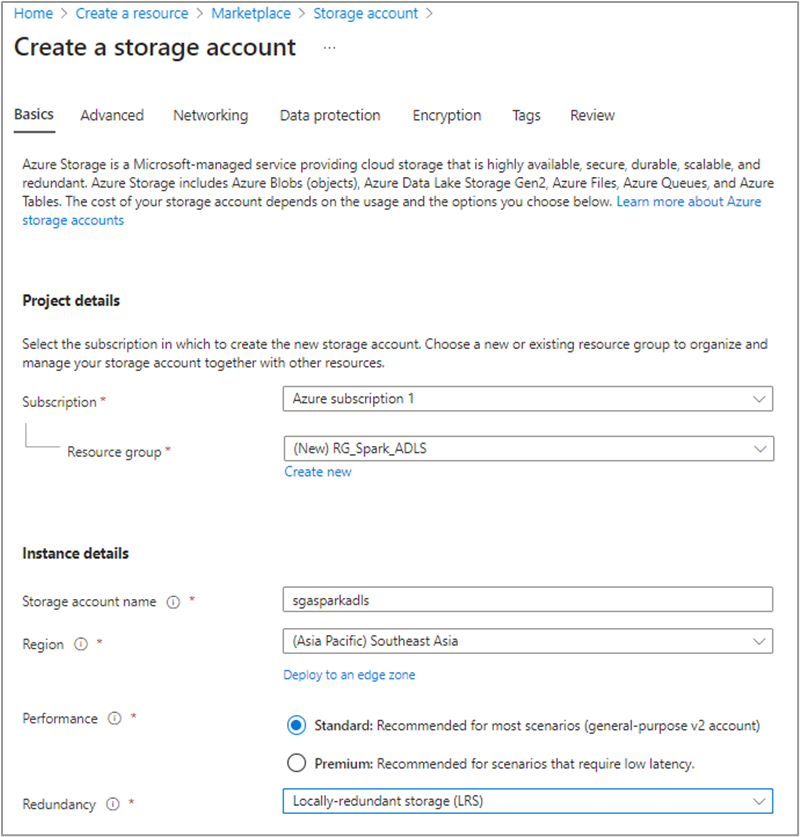 Home > Create a resource > Marketplace > Storage account >
Create a storage account ...
Basics Advanced Networking Data protection Encryption Tags Review
Azure Storage is a Microsoft-managed service providing cloud storage that is highly available, secure, durable, scalable, and
redundant. Azure Storage includes Azure Blobs (objects), Azure Data Lake Storage Gen2, Azure Files, Azure Queues, and Azure
Tables. The cost of your storage account depends on the usage and the options you choose below. Learn more about Azure
storage accounts
Project details
Select the subscription in which to create the new storage account. Choose a new or existing resource group to organize and
manage your storage account together with other resources.
Subscription * Azure subscription 1
Resource group * (New) RG_Spark_ADLS
Create new
Instance details
Storage account name * sgasparkadls
Region * (Asia Pacific) Southeast Asia
Deploy to an edge zone
Performance * Standard: Recommended for most scenarios (general-purpose v2 account)
Premium: Recommended for scenarios that require low latency.
Redundancy * Locally-redundant storage (LRS)